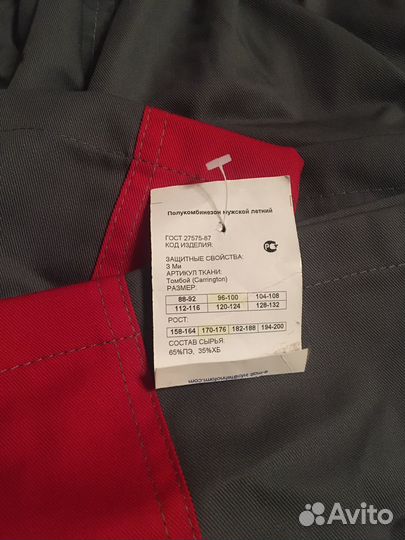 Полукомбинезон мужской летний
ГОСТ 27575-87
КОД ИЗДЕЛИЯ:
ЗАЩИТНЫЕ СВОЙСТВА:
З Ми
АРТИКУЛ ТКАНИ:
Томбой (Carrington)
РАЗМЕР:
88-92 96-100 104-108
112-116 120-124 128-132
РОСТ:
158-164 170-176 182-188 194-200
СОСТАВ СЫРЬЯ:
65%ПЭ, 35%ХБ
Avito